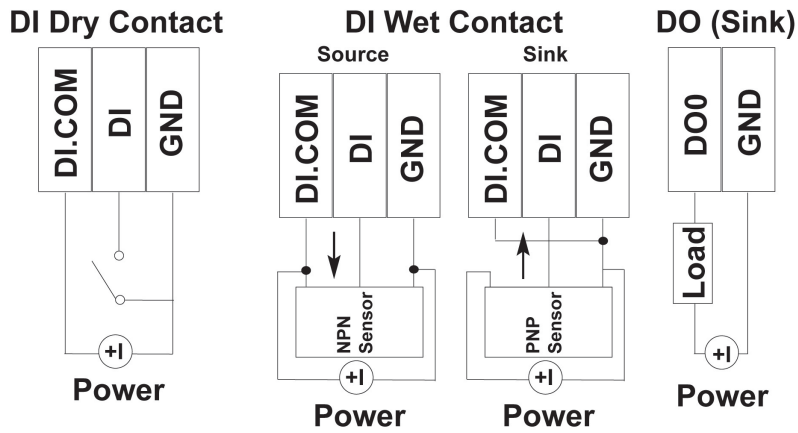 DI Dry Contact
DI.COM
DI
GND
+-
Power
DI Wet Contact
Source
DI.COM
DI
GND
NPN
Sensor
+-
Power
Sink
DI.COM
DI
GND
PNP
Sensor
+-
Power
DO (Sink)
DO0
GND
Load
+-
Power